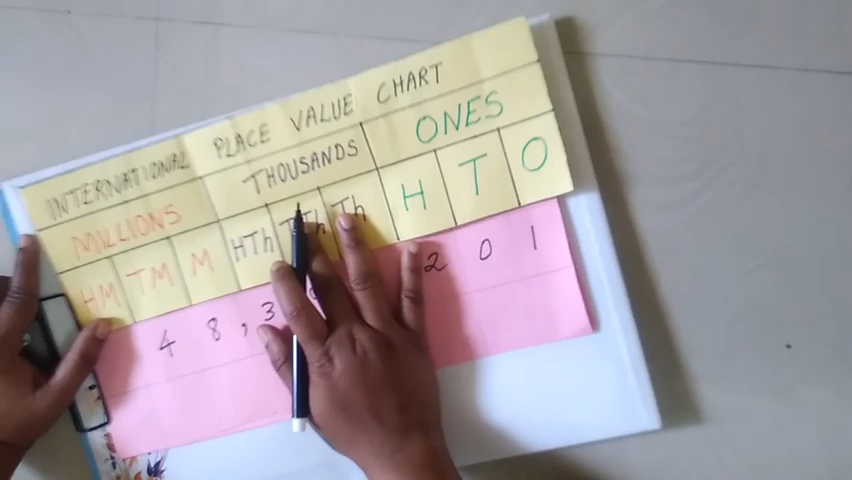 INTERNATIONAL PLACE VALUE CHART
MILLIONS THOUSANDS ONES
HM TM M HTh TTh Th H T O
4 8 , 3 2 0 1